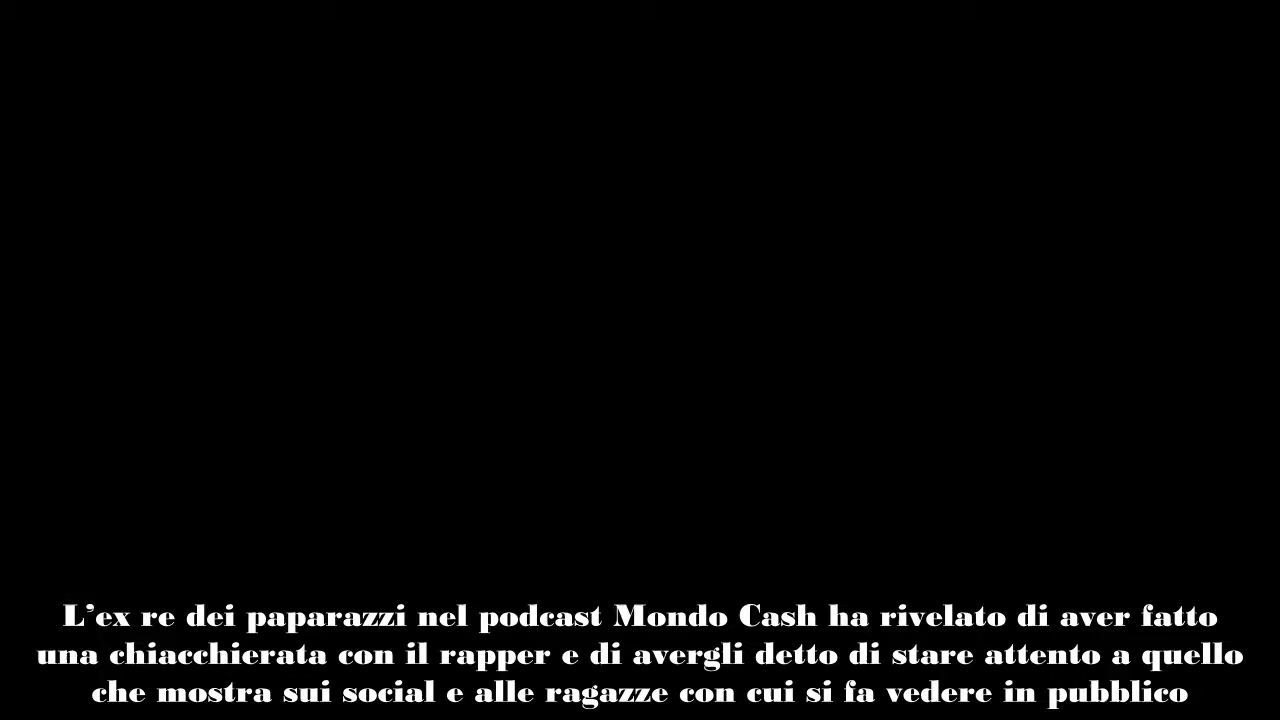 L’ex re dei paparazzi nel podcast Mondo Cash ha rivelato di aver fatto
una chiacchierata con il rapper e di avergli detto di stare attento a quello
che mostra sui social e alle ragazze con cui si fa vedere in pubblico